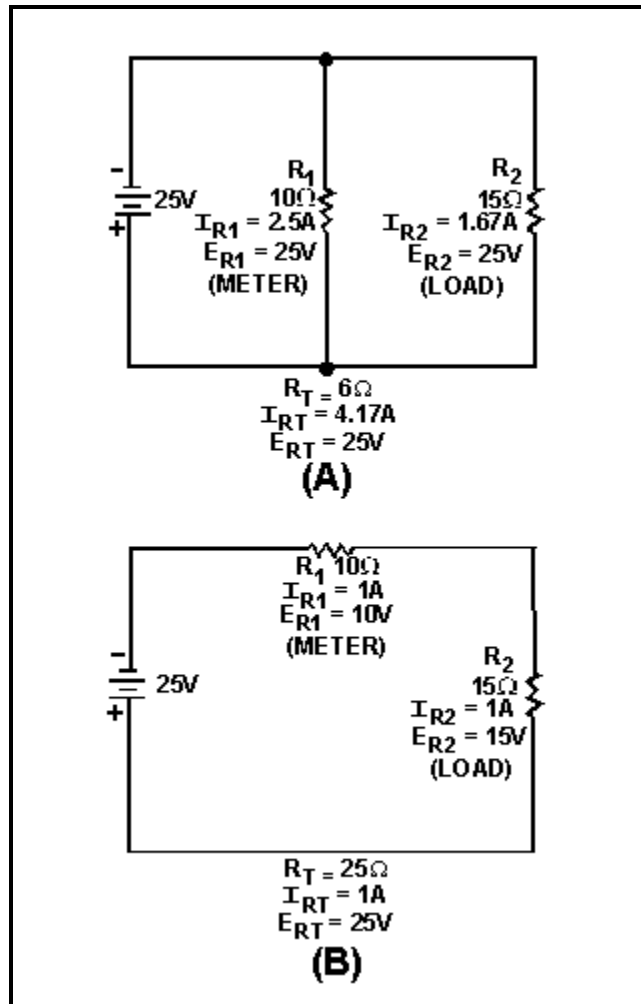 -
25V
+
R1
10Ω
IR1 = 2.5A
ER1 = 25V
(METER)
R2
15Ω
IR2 = 1.67A
ER2 = 25V
(LOAD)
RT = 6Ω
IRT = 4.17A
ERT = 25V
(A)
R1 10Ω
IR1 = 1A
ER1 = 10V
(METER)
-
25V
+
R2
15Ω
IR2 = 1A
ER2 = 15V
(LOAD)
RT = 25Ω
IRT = 1A
ERT = 25V
(B)